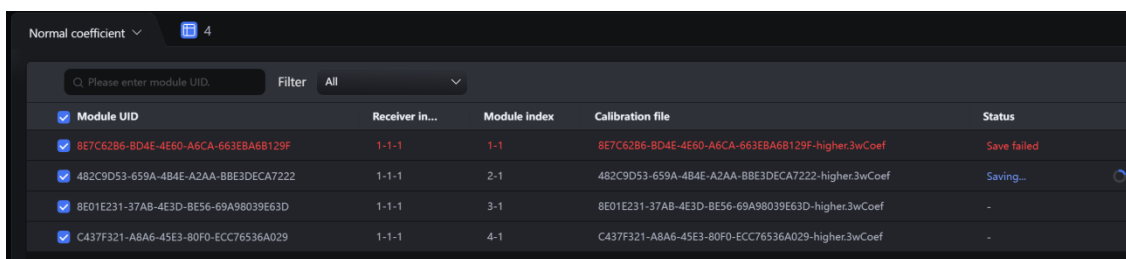 Normal coefficient 4
Please enter module UID. Filter All
Module UID Receiver in... Module index Calibration file Status
8E7C62B6-BD4E-4E60-A6CA-663EBA6B129F 1-1-1 1-1 8E7C62B6-BD4E-4E60-A6CA-663EBA6B129F-higher.3wCoef Save failed
482C9D53-659A-4B4E-A2AA-BBE3DECA7222 1-1-1 2-1 482C9D53-659A-4B4E-A2AA-BBE3DECA7222-higher.3wCoef Saving...
8E01E231-37AB-4E3D-BE56-69A98039E63D 1-1-1 3-1 8E01E231-37AB-4E3D-BE56-69A98039E63D-higher.3wCoef -
C437F321-A8A6-45E3-80F0-ECC76536A029 1-1-1 4-1 C437F321-A8A6-45E3-80F0-ECC76536A029-higher.3wCoef -